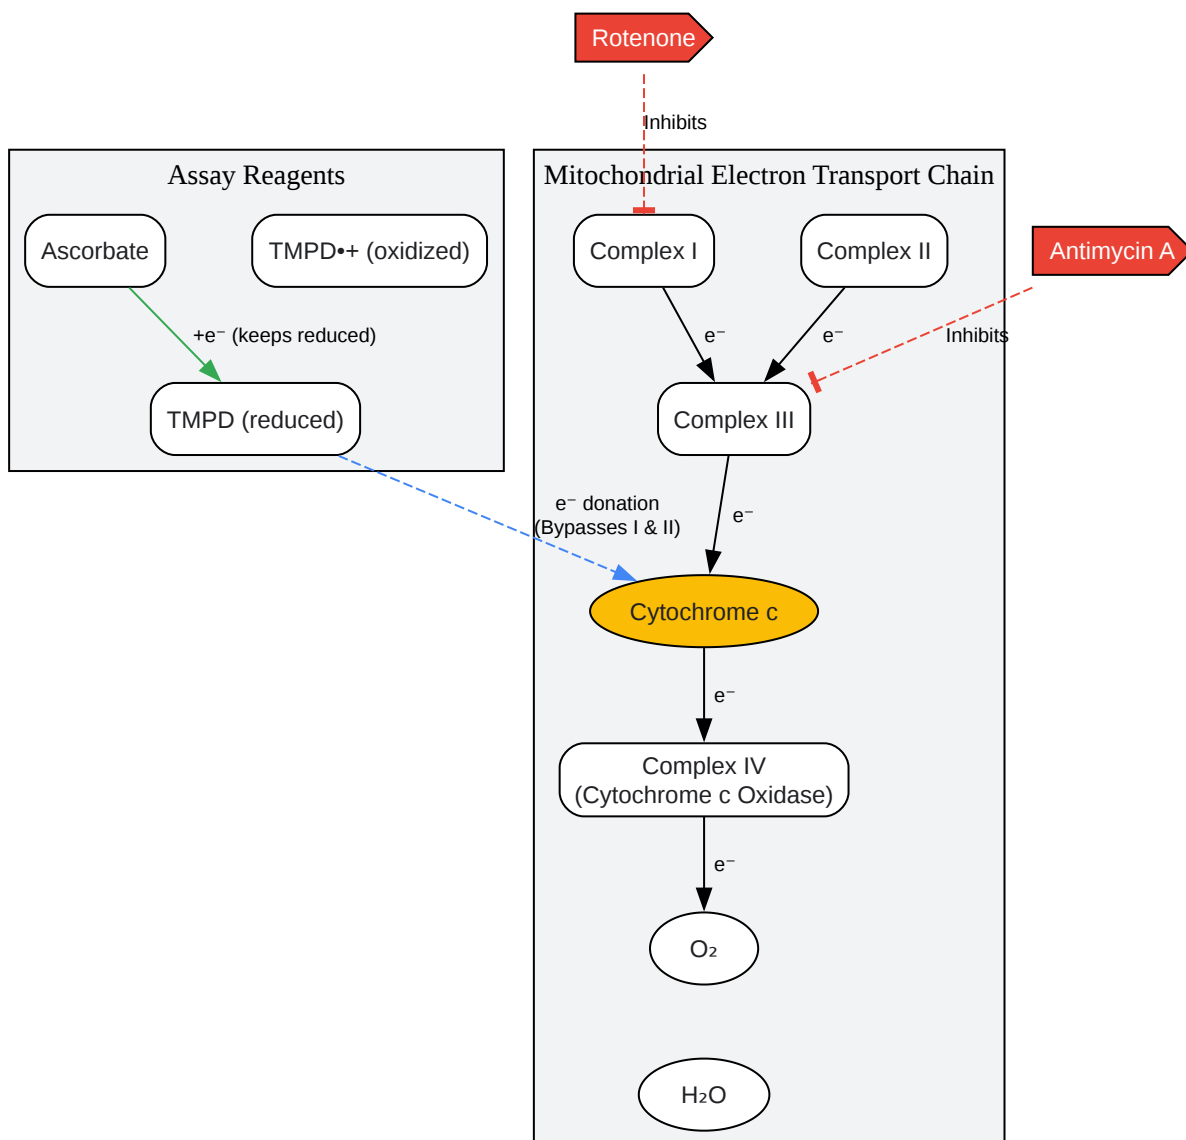 Rotenone
Inhibits
Assay Reagents
Mitochondrial Electron Transport Chain
Ascorbate
TMPD•+ (oxidized)
Complex I
Complex II
Antimycin A
+e⁻ (keeps reduced)
e⁻
e⁻
Inhibits
TMPD (reduced)
Complex III
e⁻ donation
(Bypasses I & II)
e⁻
Cytochrome c
e⁻
Complex IV
(Cytochrome c Oxidase)
e⁻
O₂
H₂O